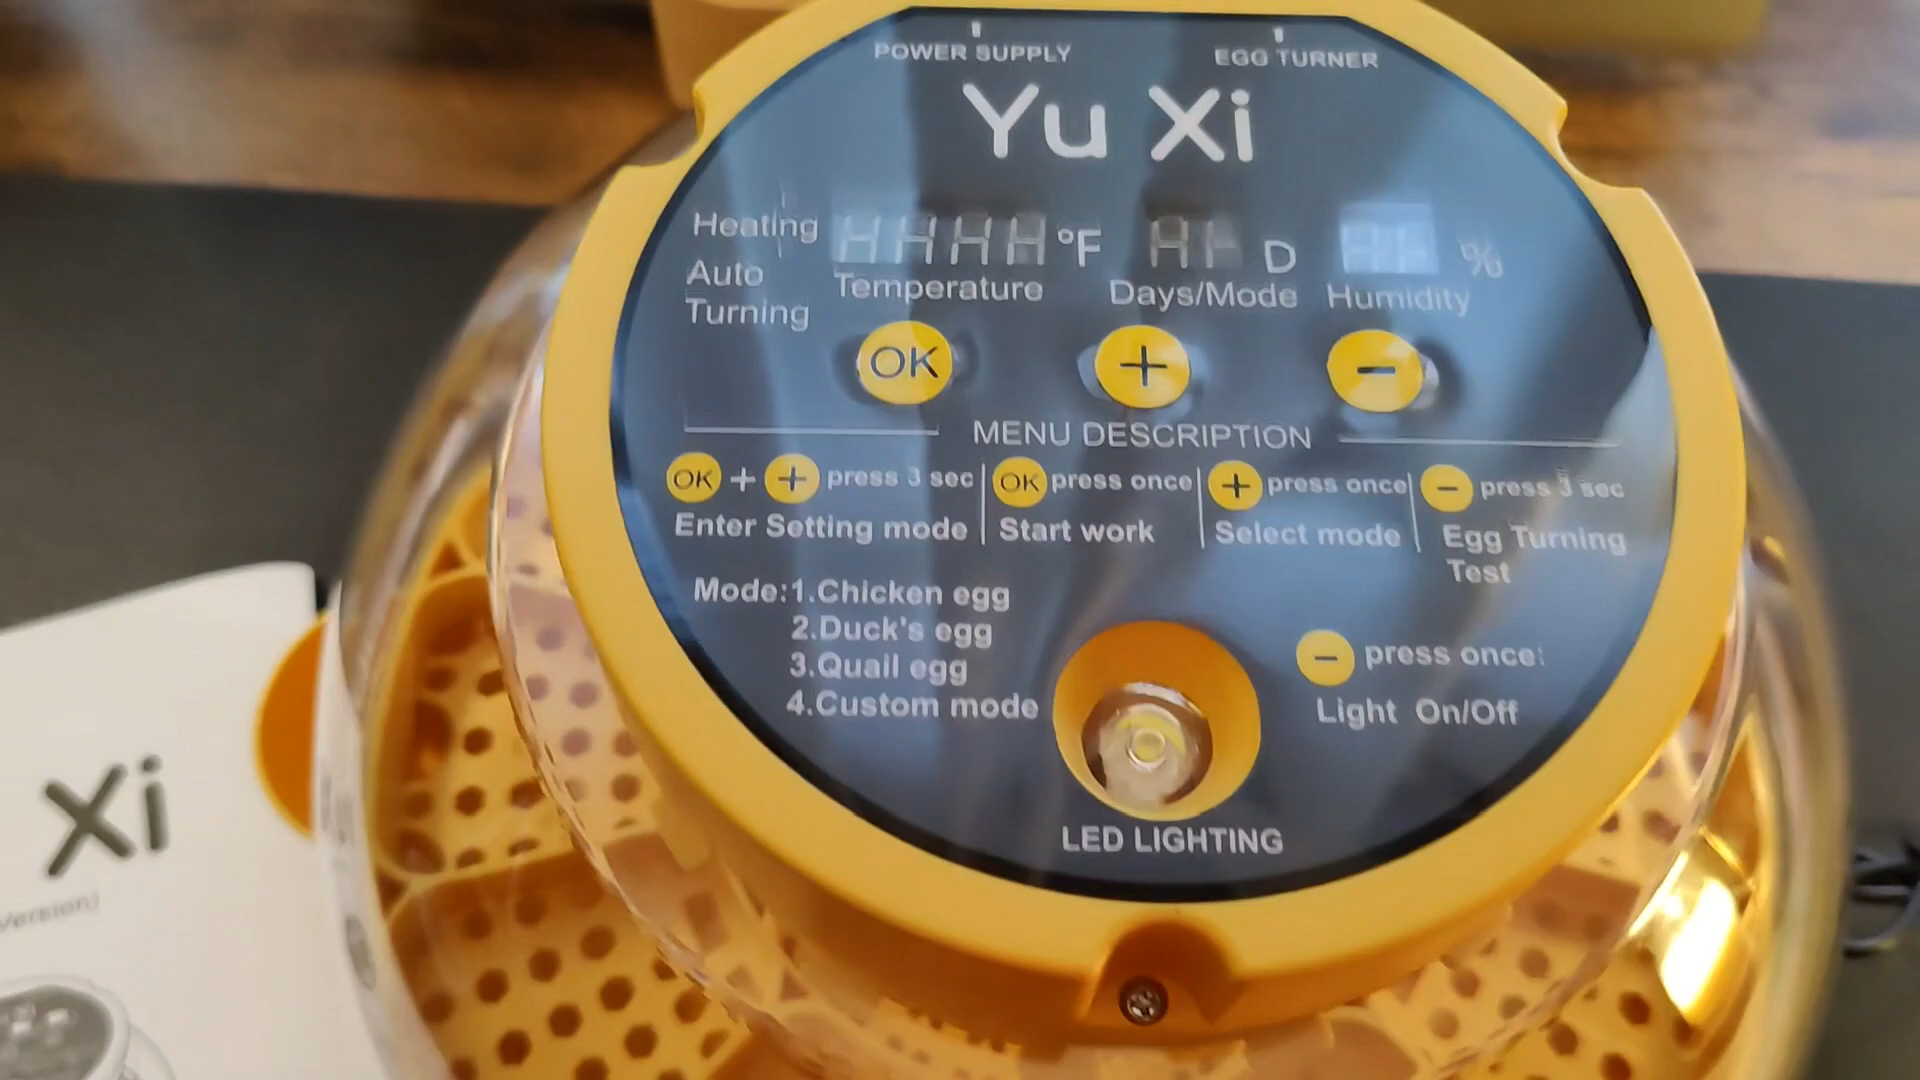 POWER SUPPLY EGG TURNER
Yu Xi
Heating °F D %
Auto Turning
Temperature Days/Mode Humidity
OK + -
MENU DESCRIPTION
OK + + press 3 sec OK press once + press once - press 3 sec
Enter Setting mode Start work Select mode Egg Turning Test
Mode:1.Chicken egg
2.Duck's egg
3.Quail egg
4.Custom mode
- press once:
Light On/Off
LED LIGHTING
Xi
Version)